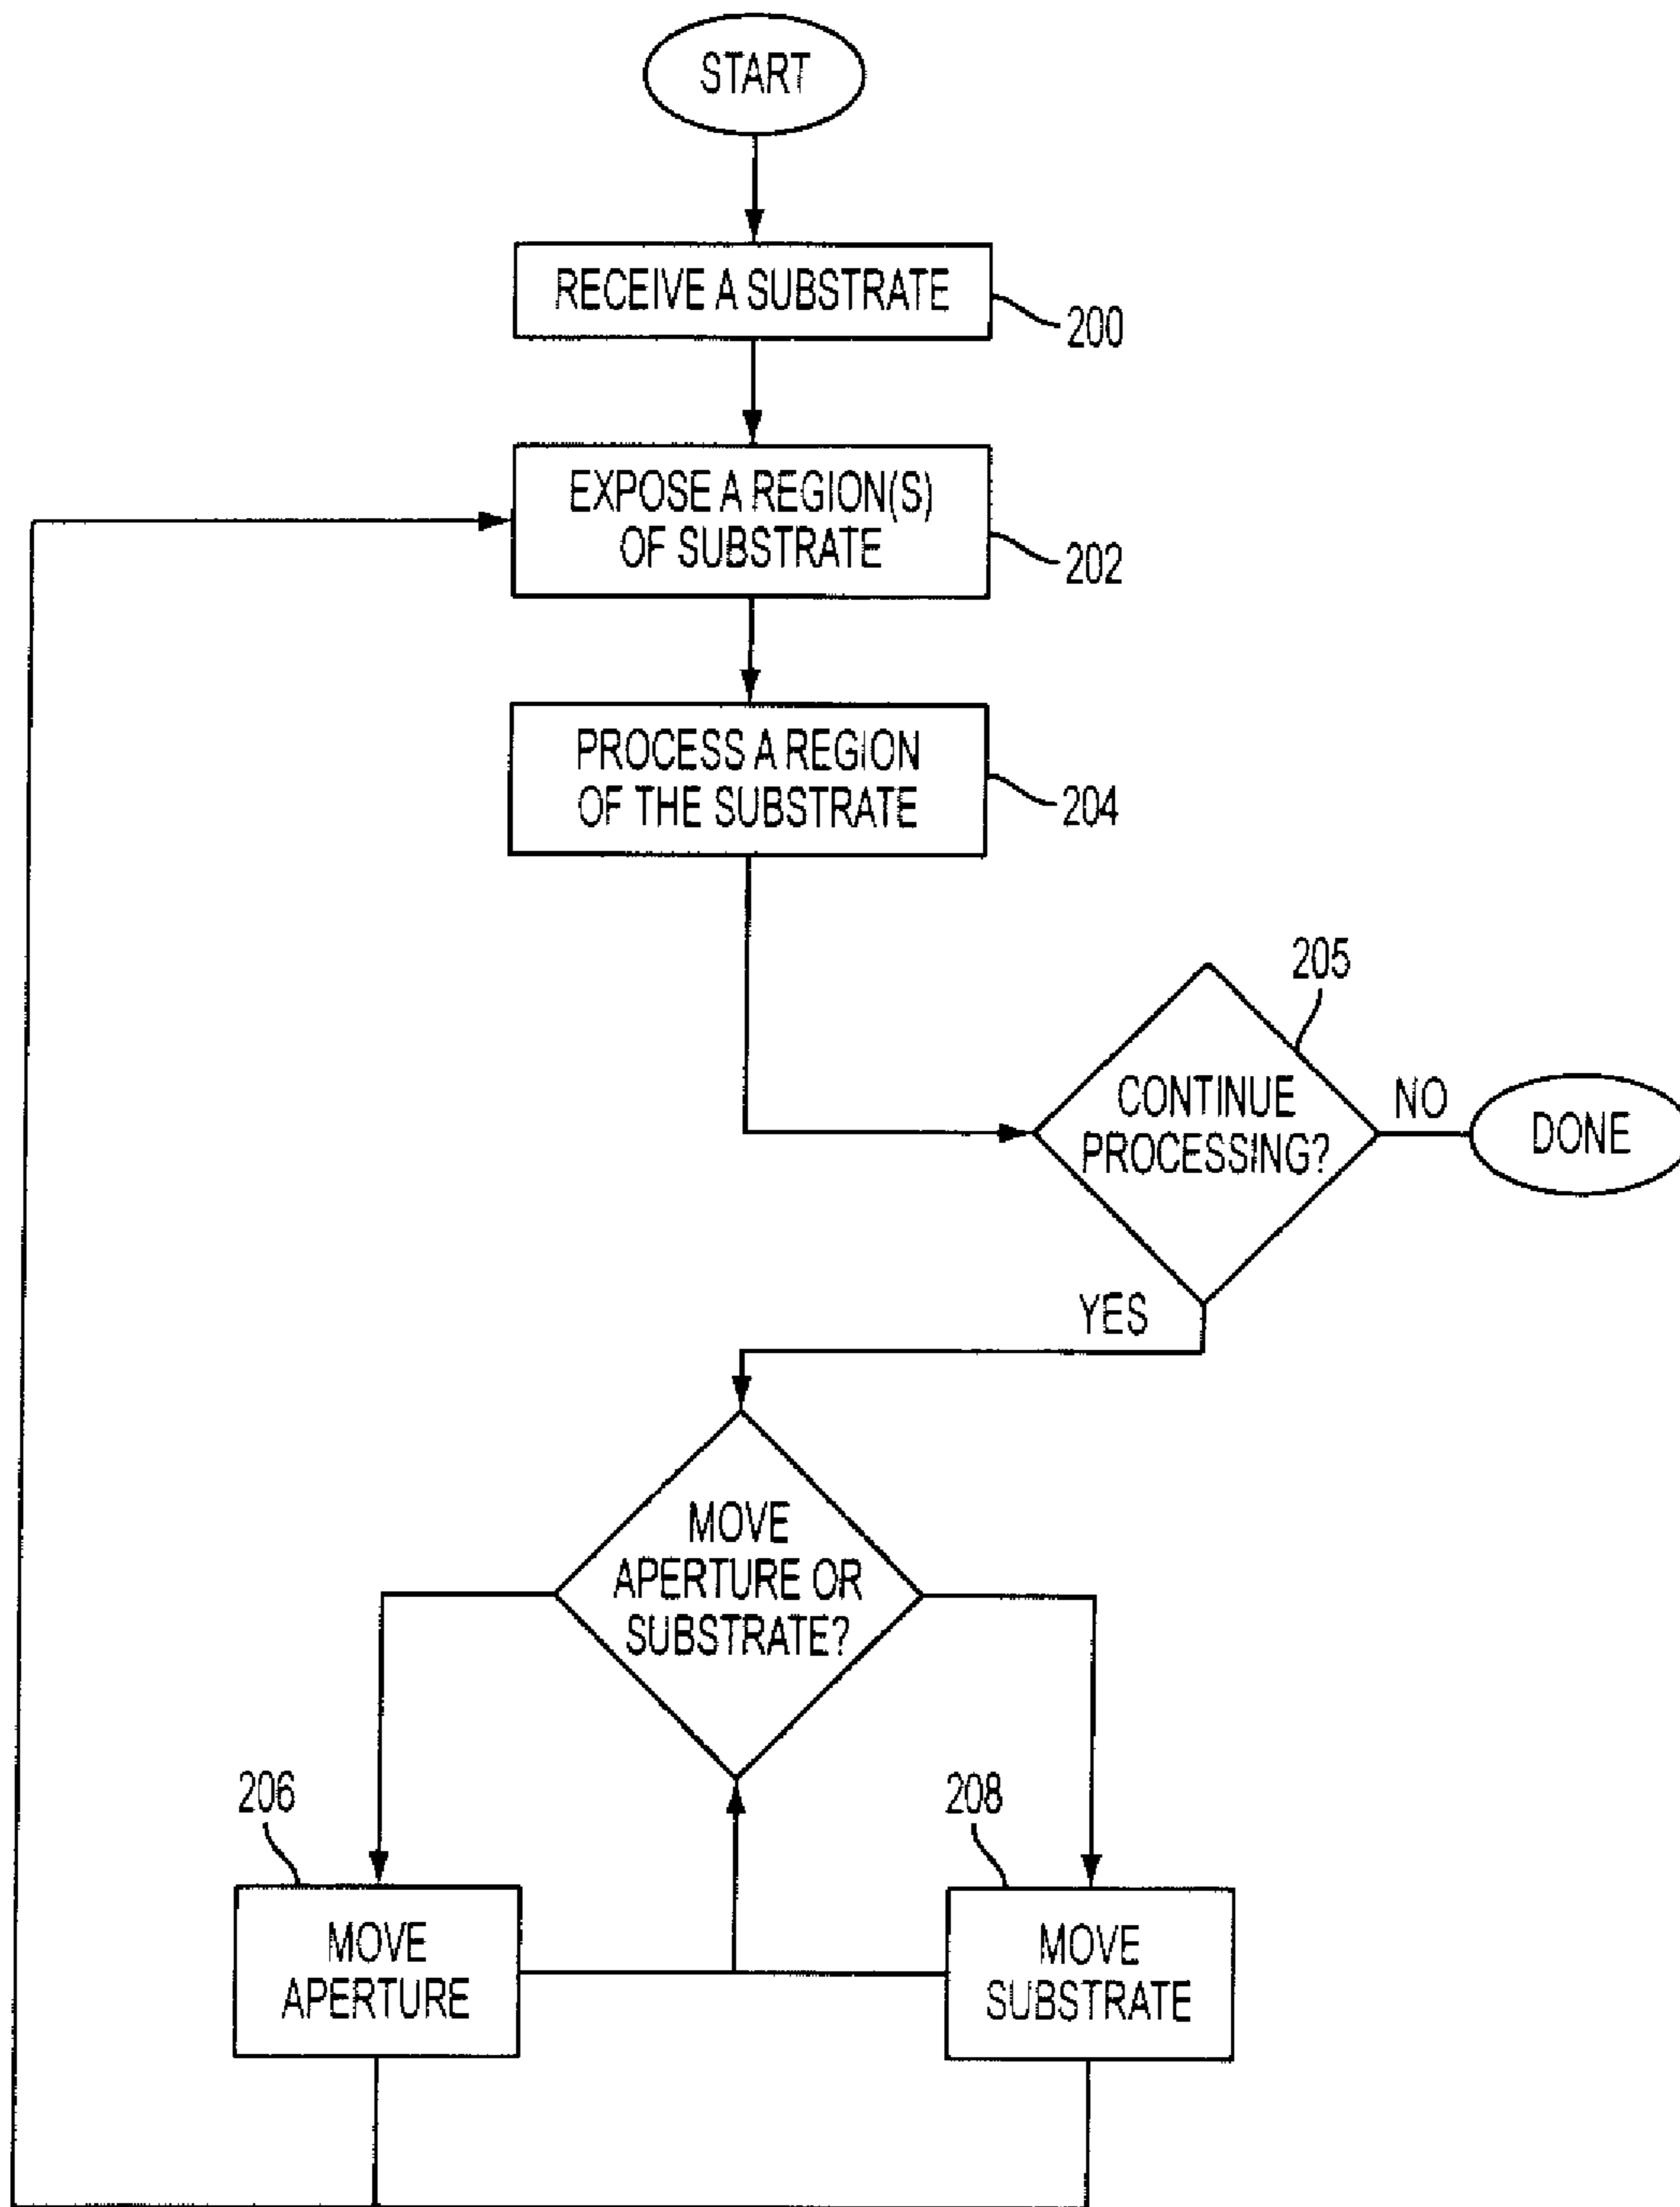 START
RECEIVE A SUBSTRATE
200
EXPOSE A REGION(S)
OF SUBSTRATE
202
PROCESS A REGION
OF THE SUBSTRATE
204
205
CONTINUE
PROCESSING?
NO
DONE
YES
MOVE
APERTURE OR
SUBSTRATE?
206
208
MOVE
APERTURE
MOVE
SUBSTRATE